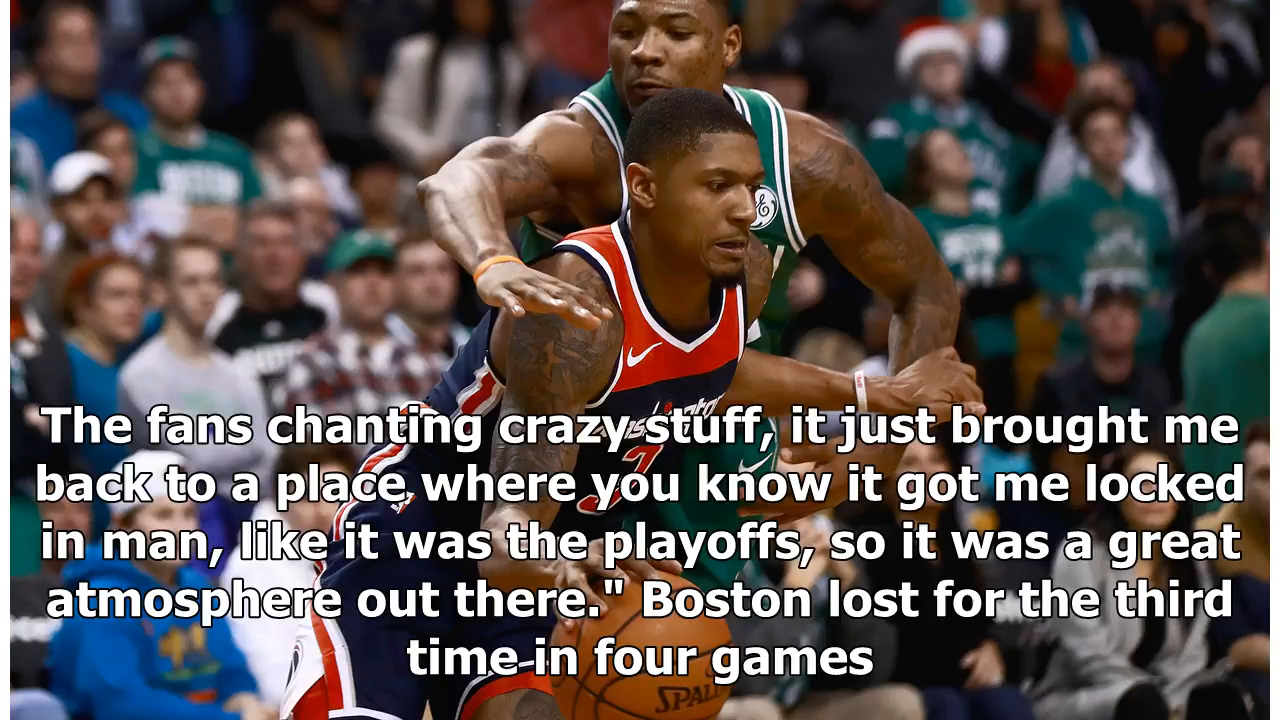 The fans chanting crazy stuff, it just brought me
back to a place where you know it got me locked
in man, like it was the playoffs, so it was a great
atmosphere out there." Boston lost for the third
time in four games
SPAL